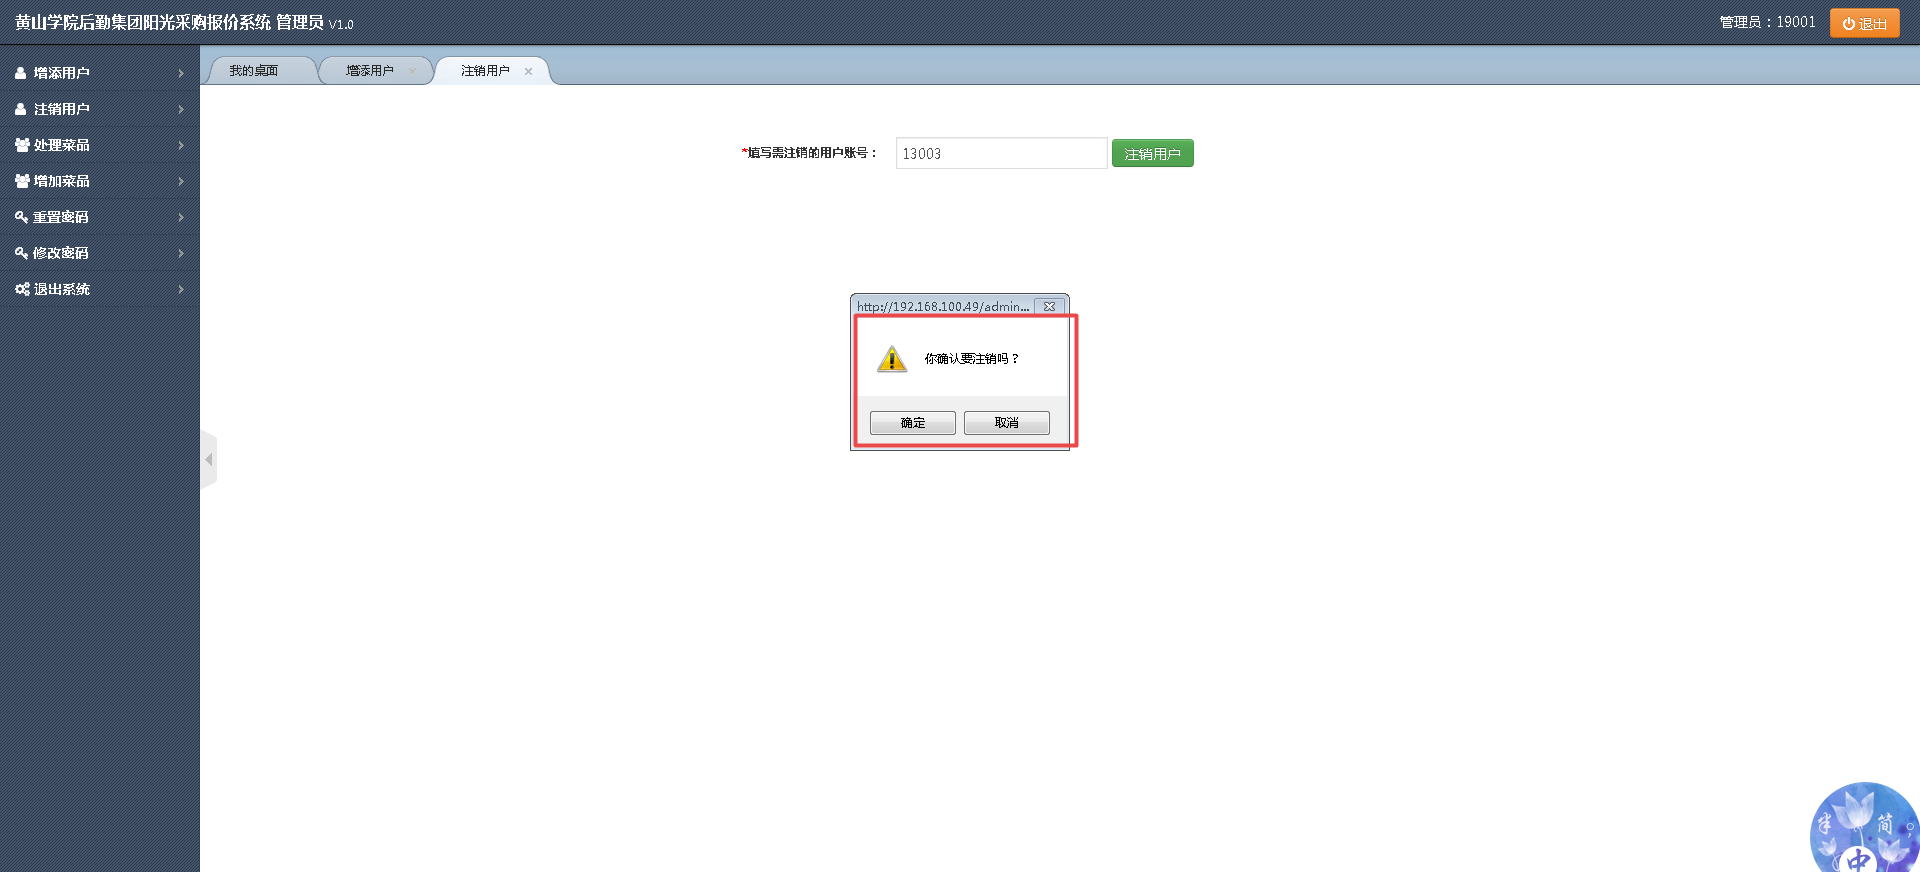 黄山学院后勤集团阳光采购报价系统 管理员 V1.0
管理员：19001
退出
增添用户
注销用户
处理菜品
增加菜品
重置密码
修改密码
退出系统
我的桌面
增添用户
注销用户
*填写需注销的用户账号：
13003
注销用户
http://192.168.100.49/admin...
你确认要注销吗？
确定
取消
半
简
中